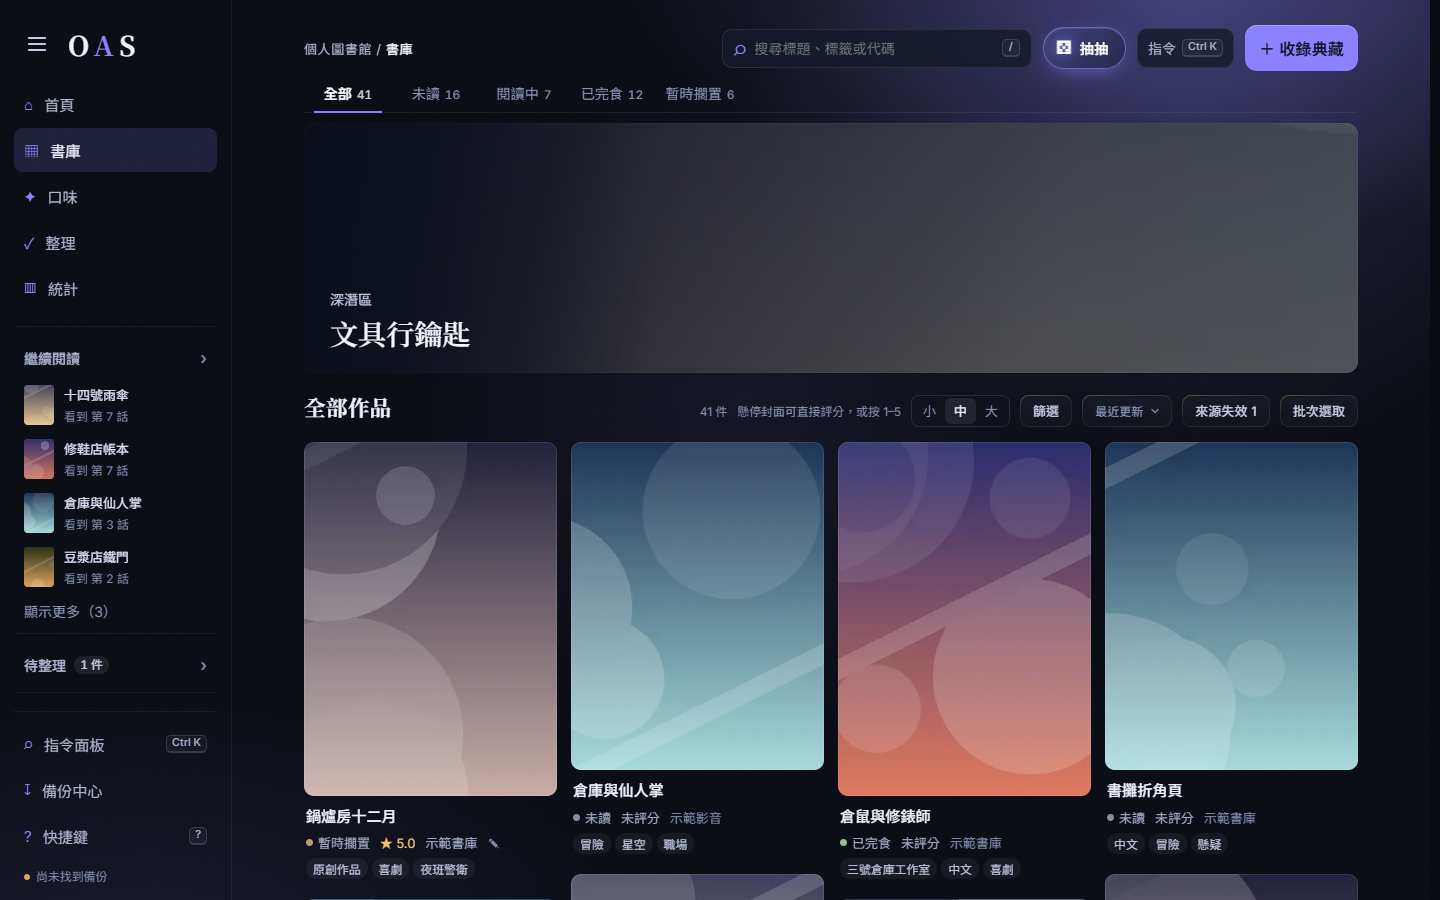 OAS
首頁
書庫
口味
整理
統計
繼續閱讀
十四號雨傘
看到 第 7 話
修鞋店帳本
看到 第 7 話
倉庫與仙人掌
看到 第 3 話
豆漿店鐵門
看到 第 2 話
顯示更多（3）
待整理 1 件
指令面板 Ctrl K
備份中心
快捷鍵 ?
尚未找到備份
個人圖書館 / 書庫
搜尋標題、標籤或代碼 /
抽抽
指令 Ctrl K
＋ 收錄典藏
全部 41 未讀 16 閱讀中 7 已完食 12 暫時擱置 6
深潛區
文具行鑰匙
全部作品
41 件 懸停封面可直接評分，或按 1–5
小 中 大
篩選
最近更新
來源失效 1
批次選取
鍋爐房十二月
暫時擱置 ★ 5.0 示範書庫
原創作品 喜劇 夜班警衛
倉庫與仙人掌
未讀 未評分 示範影音
冒險 星空 職場
倉鼠與修錶師
已完食 未評分 示範書庫
三號倉庫工作室 中文 喜劇
書攤折角頁
未讀 未評分 示範書庫
中文 冒險 懸疑